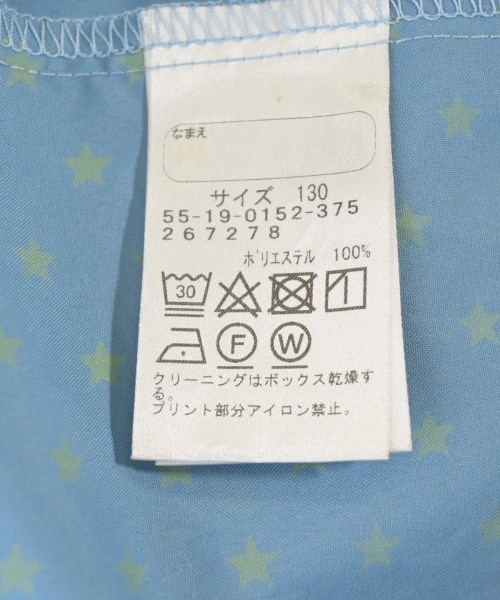 なまえ
サイズ 130
55-19-0152-375
267278
ポリエステル 100%
30
F W
クリーニングはボックス乾燥す
る。
プリント部分アイロン禁止。